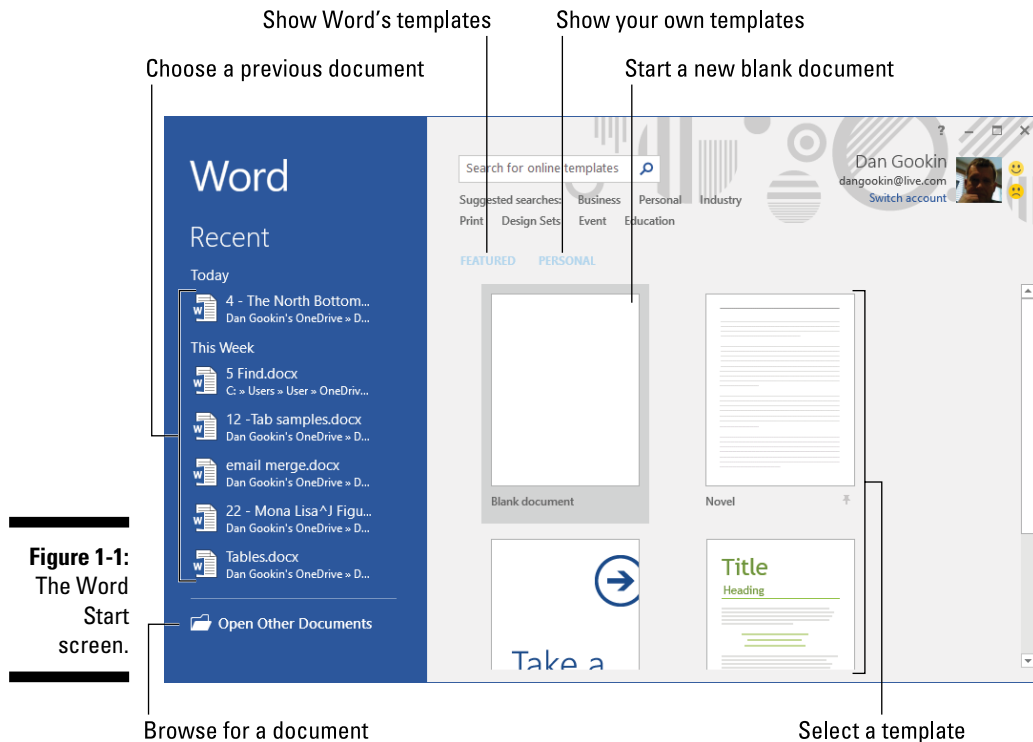 Show Word's templates
Show your own templates
Choose a previous document
Start a new blank document
Word
Recent
Today
4 - The North Bottom...
Dan Gookin's OneDrive » D...
This Week
5 Find.docx
C: » Users » User » OneDriv...
12 -Tab samples.docx
Dan Gookin's OneDrive » D...
email merge.docx
Dan Gookin's OneDrive » D...
22 - Mona Lisa^J Figu...
Dan Gookin's OneDrive » D...
Tables.docx
Dan Gookin's OneDrive » D...
Open Other Documents
?
Search for online templates
Dan Gookin
dangookin@live.com
Switch account
Suggested searches: Business Personal Industry
Print Design Sets Event Education
FEATURED PERSONAL
Blank document
Novel
Take a
Title
Heading
Figure 1-1:
The Word
Start
screen.
Browse for a document
Select a template